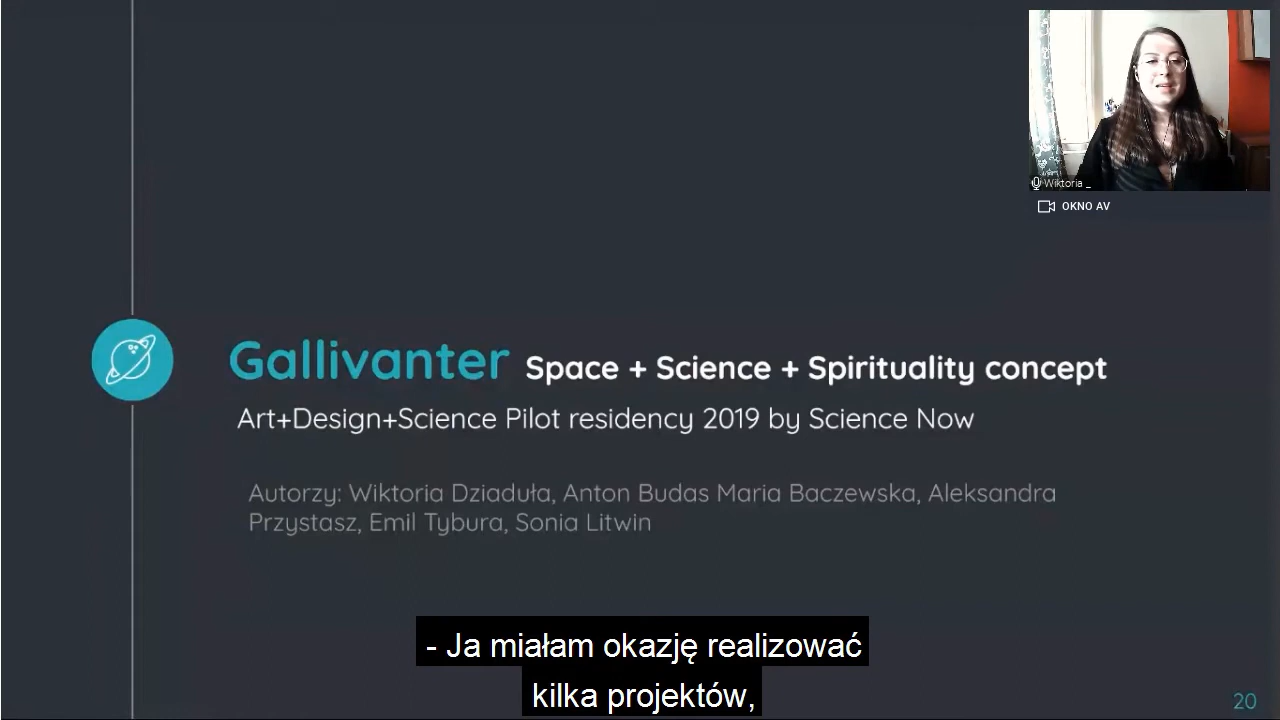 Wiktoria _
OKNO AV
Gallivanter Space + Science + Spirituality concept
Art+Design+Science Pilot residency 2019 by Science Now
Autorzy: Wiktoria Dziaduła, Anton Budas Maria Baczewska, Aleksandra
Przystasz, Emil Tybura, Sonia Litwin
- Ja miałam okazję realizować
kilka projektów,
20